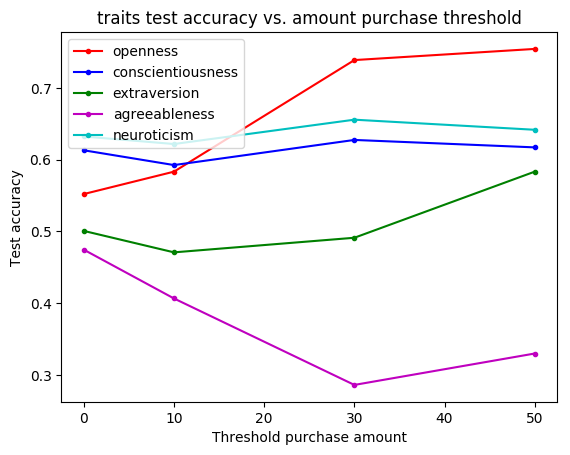 traits test accuracy vs. amount purchase threshold
openness
conscientiousness
extraversion
agreeableness
neuroticism
0.7
0.6
0.5
0.4
0.3
Test accuracy
0 10 20 30 40 50
Threshold purchase amount